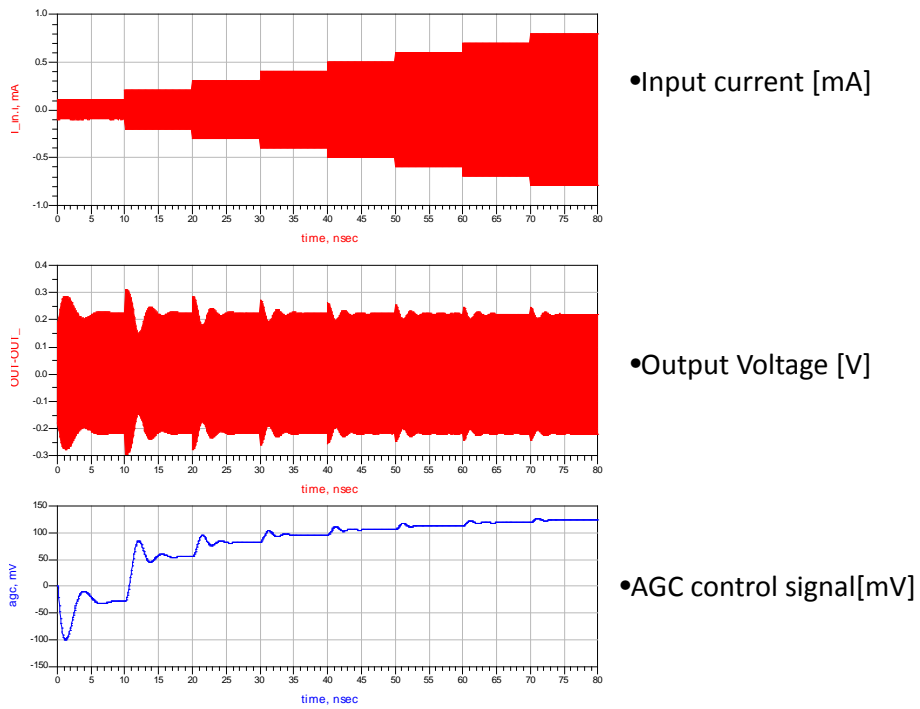 1.0
0.5
0.0
-0.5
-1.0
I_in.i, mA
0 5 10 15 20 25 30 35 40 45 50 55 60 65 70 75 80
time, nsec
•Input current [mA]
0.4
0.3
0.2
0.1
0.0
-0.1
-0.2
-0.3
OUT-OUT_
0 5 10 15 20 25 30 35 40 45 50 55 60 65 70 75 80
time, nsec
•Output Voltage [V]
150
100
50
0
-50
-100
-150
agc, mV
0 5 10 15 20 25 30 35 40 45 50 55 60 65 70 75 80
time, nsec
•AGC control signal[mV]